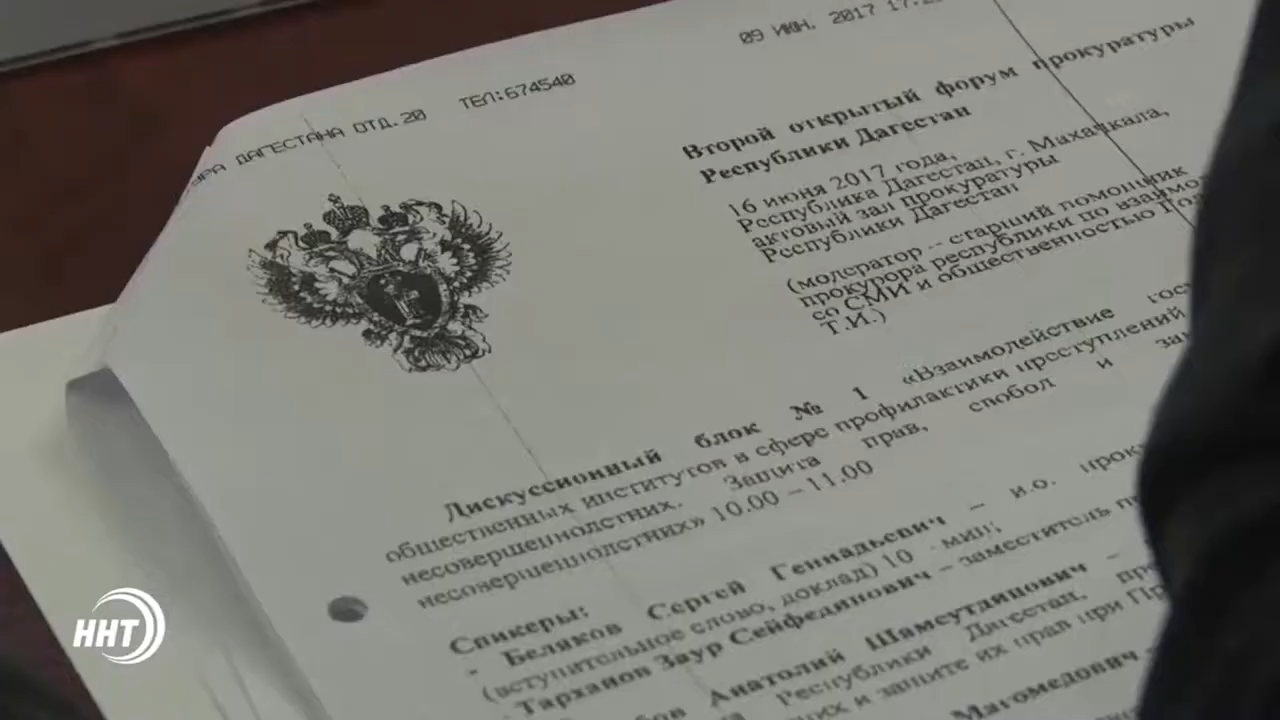 ДАГЕСТАНА ОТД.20 ТЕЛ:674540
09 ИЮН. 2017
Второй открытый форум прокуратуры
Республики Дагестан
16 июня 2017 года,
Республика Дагестан, г. Махачкала,
актовый зал прокуратуры
Республики Дагестан
(модератор – старший помощник
прокурора республики по
со СМИ и общественностью
Т.И.)
Дискуссионный блок № 1 «Взаимодействие
общественных институтов в сфере профилактики преступлений
несовершеннолетних. Защита прав, свобод и
несовершеннолетних» 10.00 – 11.00
Спикеры:
- Беликов Сергей Геннадьевич – и.о.
(вступительное слово, доклад) 10 мин;
- Тарханов Заур Сейфединович – заместитель
Анатолий Шамсутдинович –
Республики Дагестан,
и защите их прав при
Магомедович
ННТ